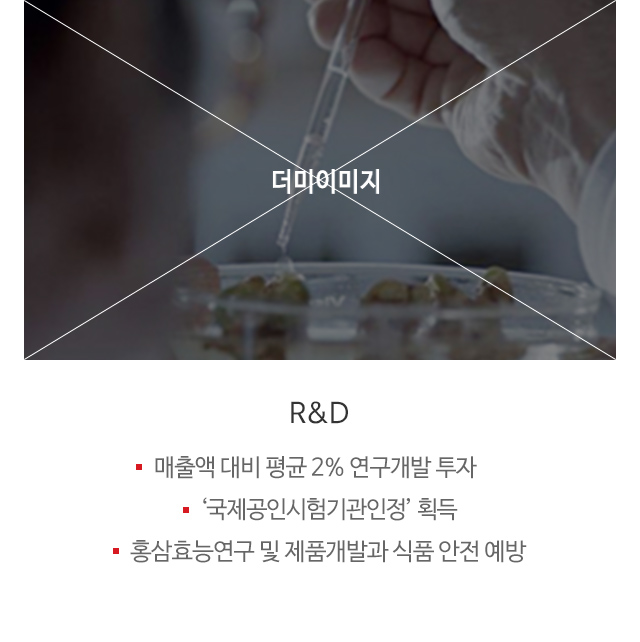 더미이미지
R&D
매출액 대비 평균 2% 연구개발 투자
‘국제공인시험기관인정’ 획득
홍삼효능연구 및 제품개발과 식품 안전 예방